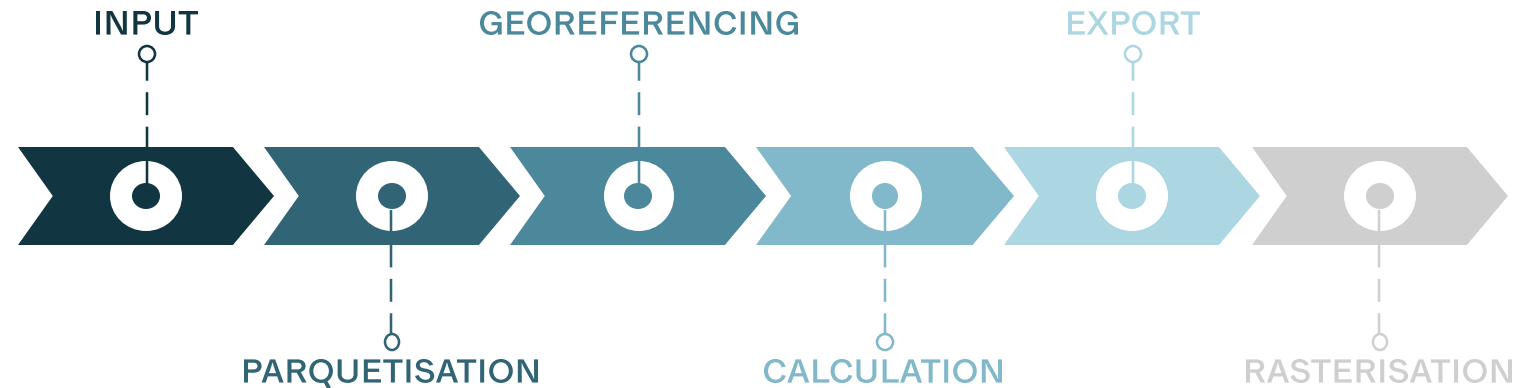 INPUT
GEOREFERENCING
EXPORT
PARQUETISATION
CALCULATION
RASTERISATION